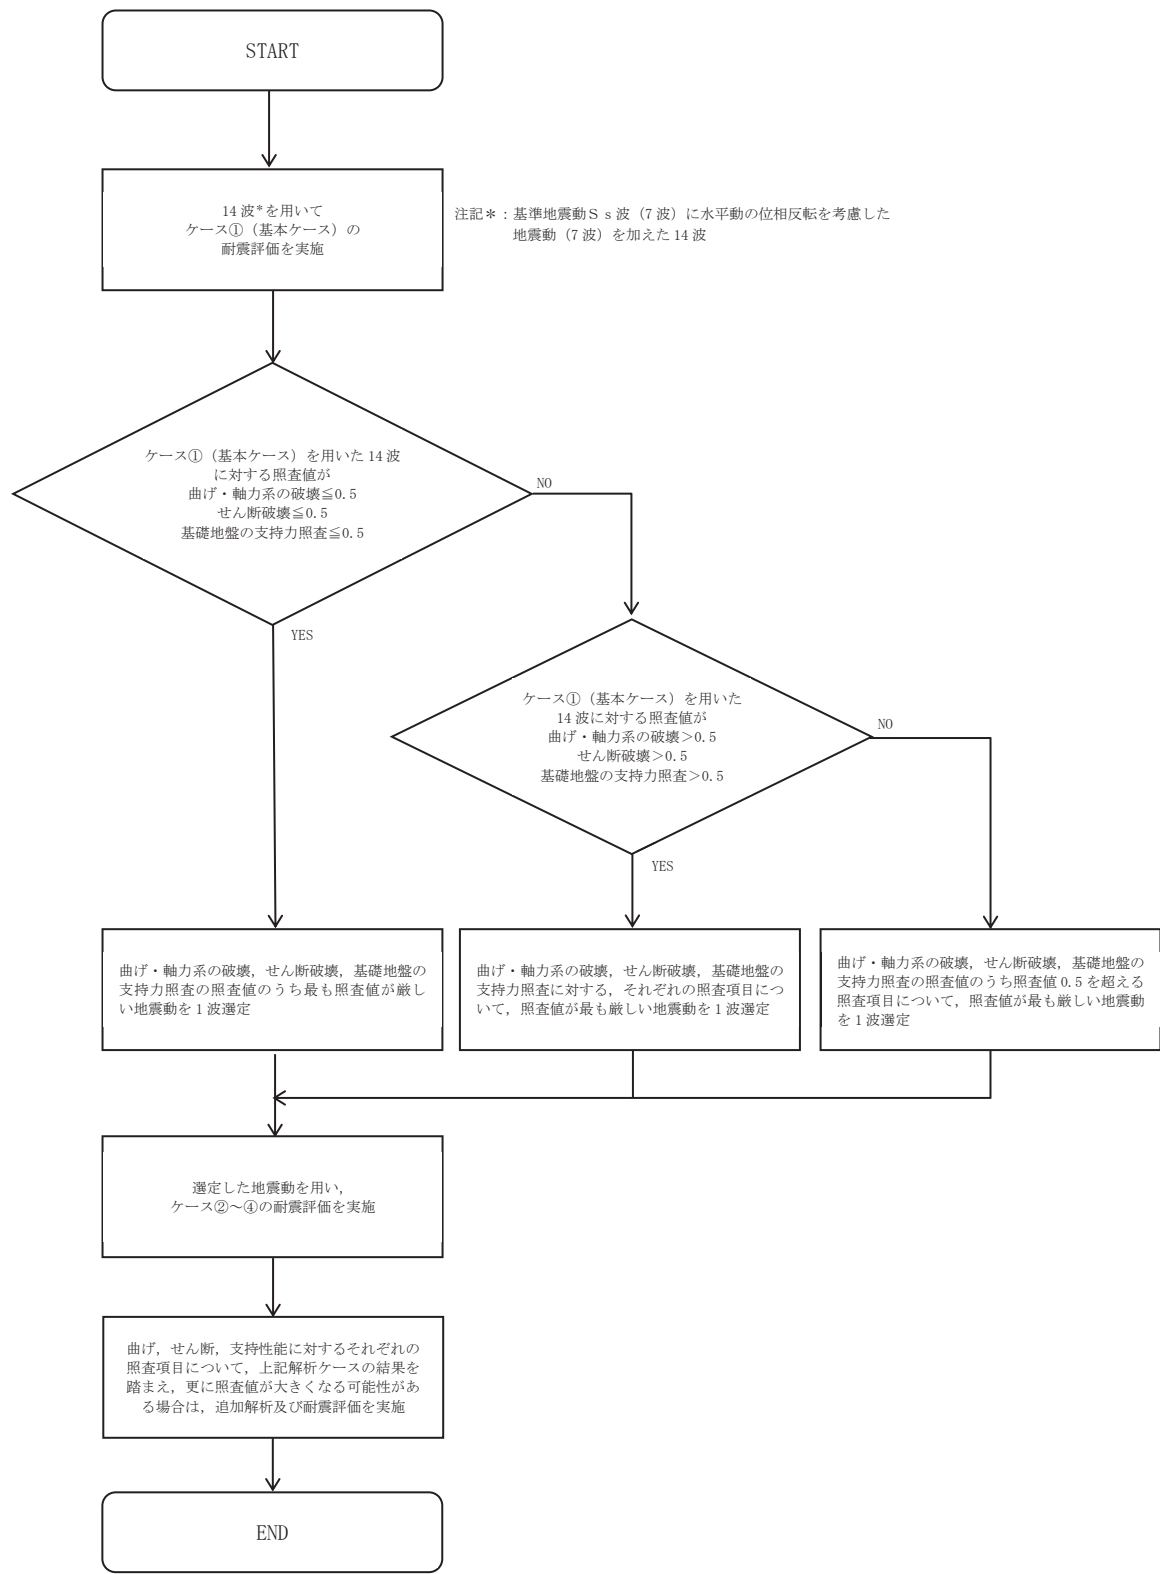 START
14波*を用いて
ケース①（基本ケース）の
耐震評価を実施
注記＊：基準地震動Ｓｓ波（7波）に水平動の位相反転を考慮した
地震動（7波）を加えた14波
ケース①（基本ケース）を用いた14波
に対する照査値が
曲げ・軸力系の破壊≦0.5
せん断破壊≦0.5
基礎地盤の支持力照査≦0.5
NO
YES
ケース①（基本ケース）を用いた
14波に対する照査値が
曲げ・軸力系の破壊＞0.5
せん断破壊＞0.5
基礎地盤の支持力照査＞0.5
NO
YES
曲げ・軸力系の破壊，せん断破壊，基礎地盤の
支持力照査の照査値のうち最も照査値が厳し
い地震動を1波選定
曲げ・軸力系の破壊，せん断破壊，基礎地盤の
支持力照査に対する，それぞれの照査項目につ
いて，照査値が最も厳しい地震動を1波選定
曲げ・軸力系の破壊，せん断破壊，基礎地盤の
支持力照査の照査値のうち照査値0.5を超える
照査項目について，照査値が最も厳しい地震動
を1波選定
選定した地震動を用い，
ケース②～④の耐震評価を実施
曲げ，せん断，支持性能に対するそれぞれの
照査項目について，上記解析ケースの結果を
踏まえ，更に照査値が大きくなる可能性があ
る場合は，追加解析及び耐震評価を実施
END